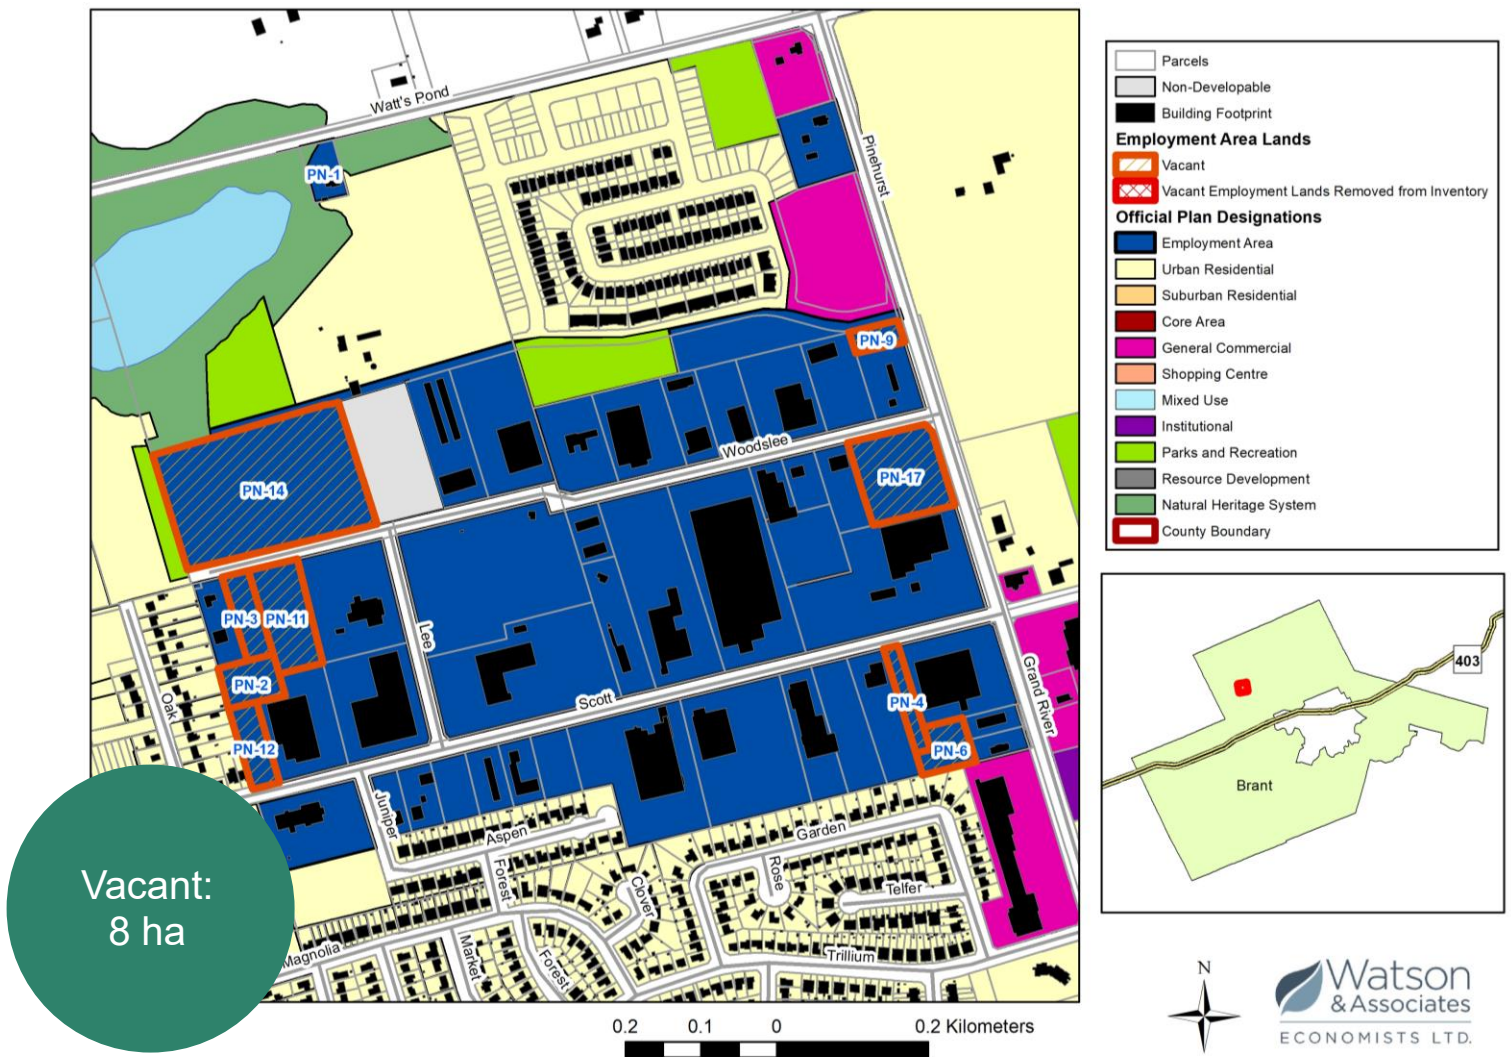 Watt's Pond
PN-1
Pinehurst
PN-9
Woodslee
PN-14
PN-17
PN-3
PN-11
Lee
PN-2
Oak
Scott
PN-4
Grand River
PN-12
PN-6
Juniper
Aspen
Garden
Forest
Rose
Clover
Telfer
Magnolia
Market
Forest
Trillium
Vacant:
8 ha
Parcels
Non-Developable
Building Footprint
Employment Area Lands
Vacant
Vacant Employment Lands Removed from Inventory
Official Plan Designations
Employment Area
Urban Residential
Suburban Residential
Core Area
General Commercial
Shopping Centre
Mixed Use
Institutional
Parks and Recreation
Resource Development
Natural Heritage System
County Boundary
403
Brant
0.2 0.1 0 0.2 Kilometers
N
Watson
& Associates
ECONOMISTS LTD.